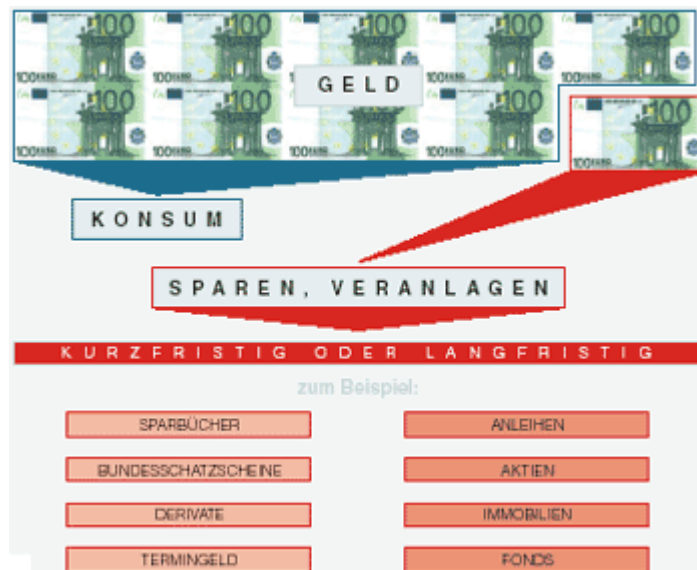 GELD
KONSUM
SPAREN, VERANLAGEN
KURZFRISTIG ODER LANGFRISTIG
zum Beispiel:
SPARBÜCHER
ANLEIHEN
BUNDESSCHATZSCHEINE
AKTIEN
DERIVATE
IMMOBILIEN
TERMINGELD
FONDS